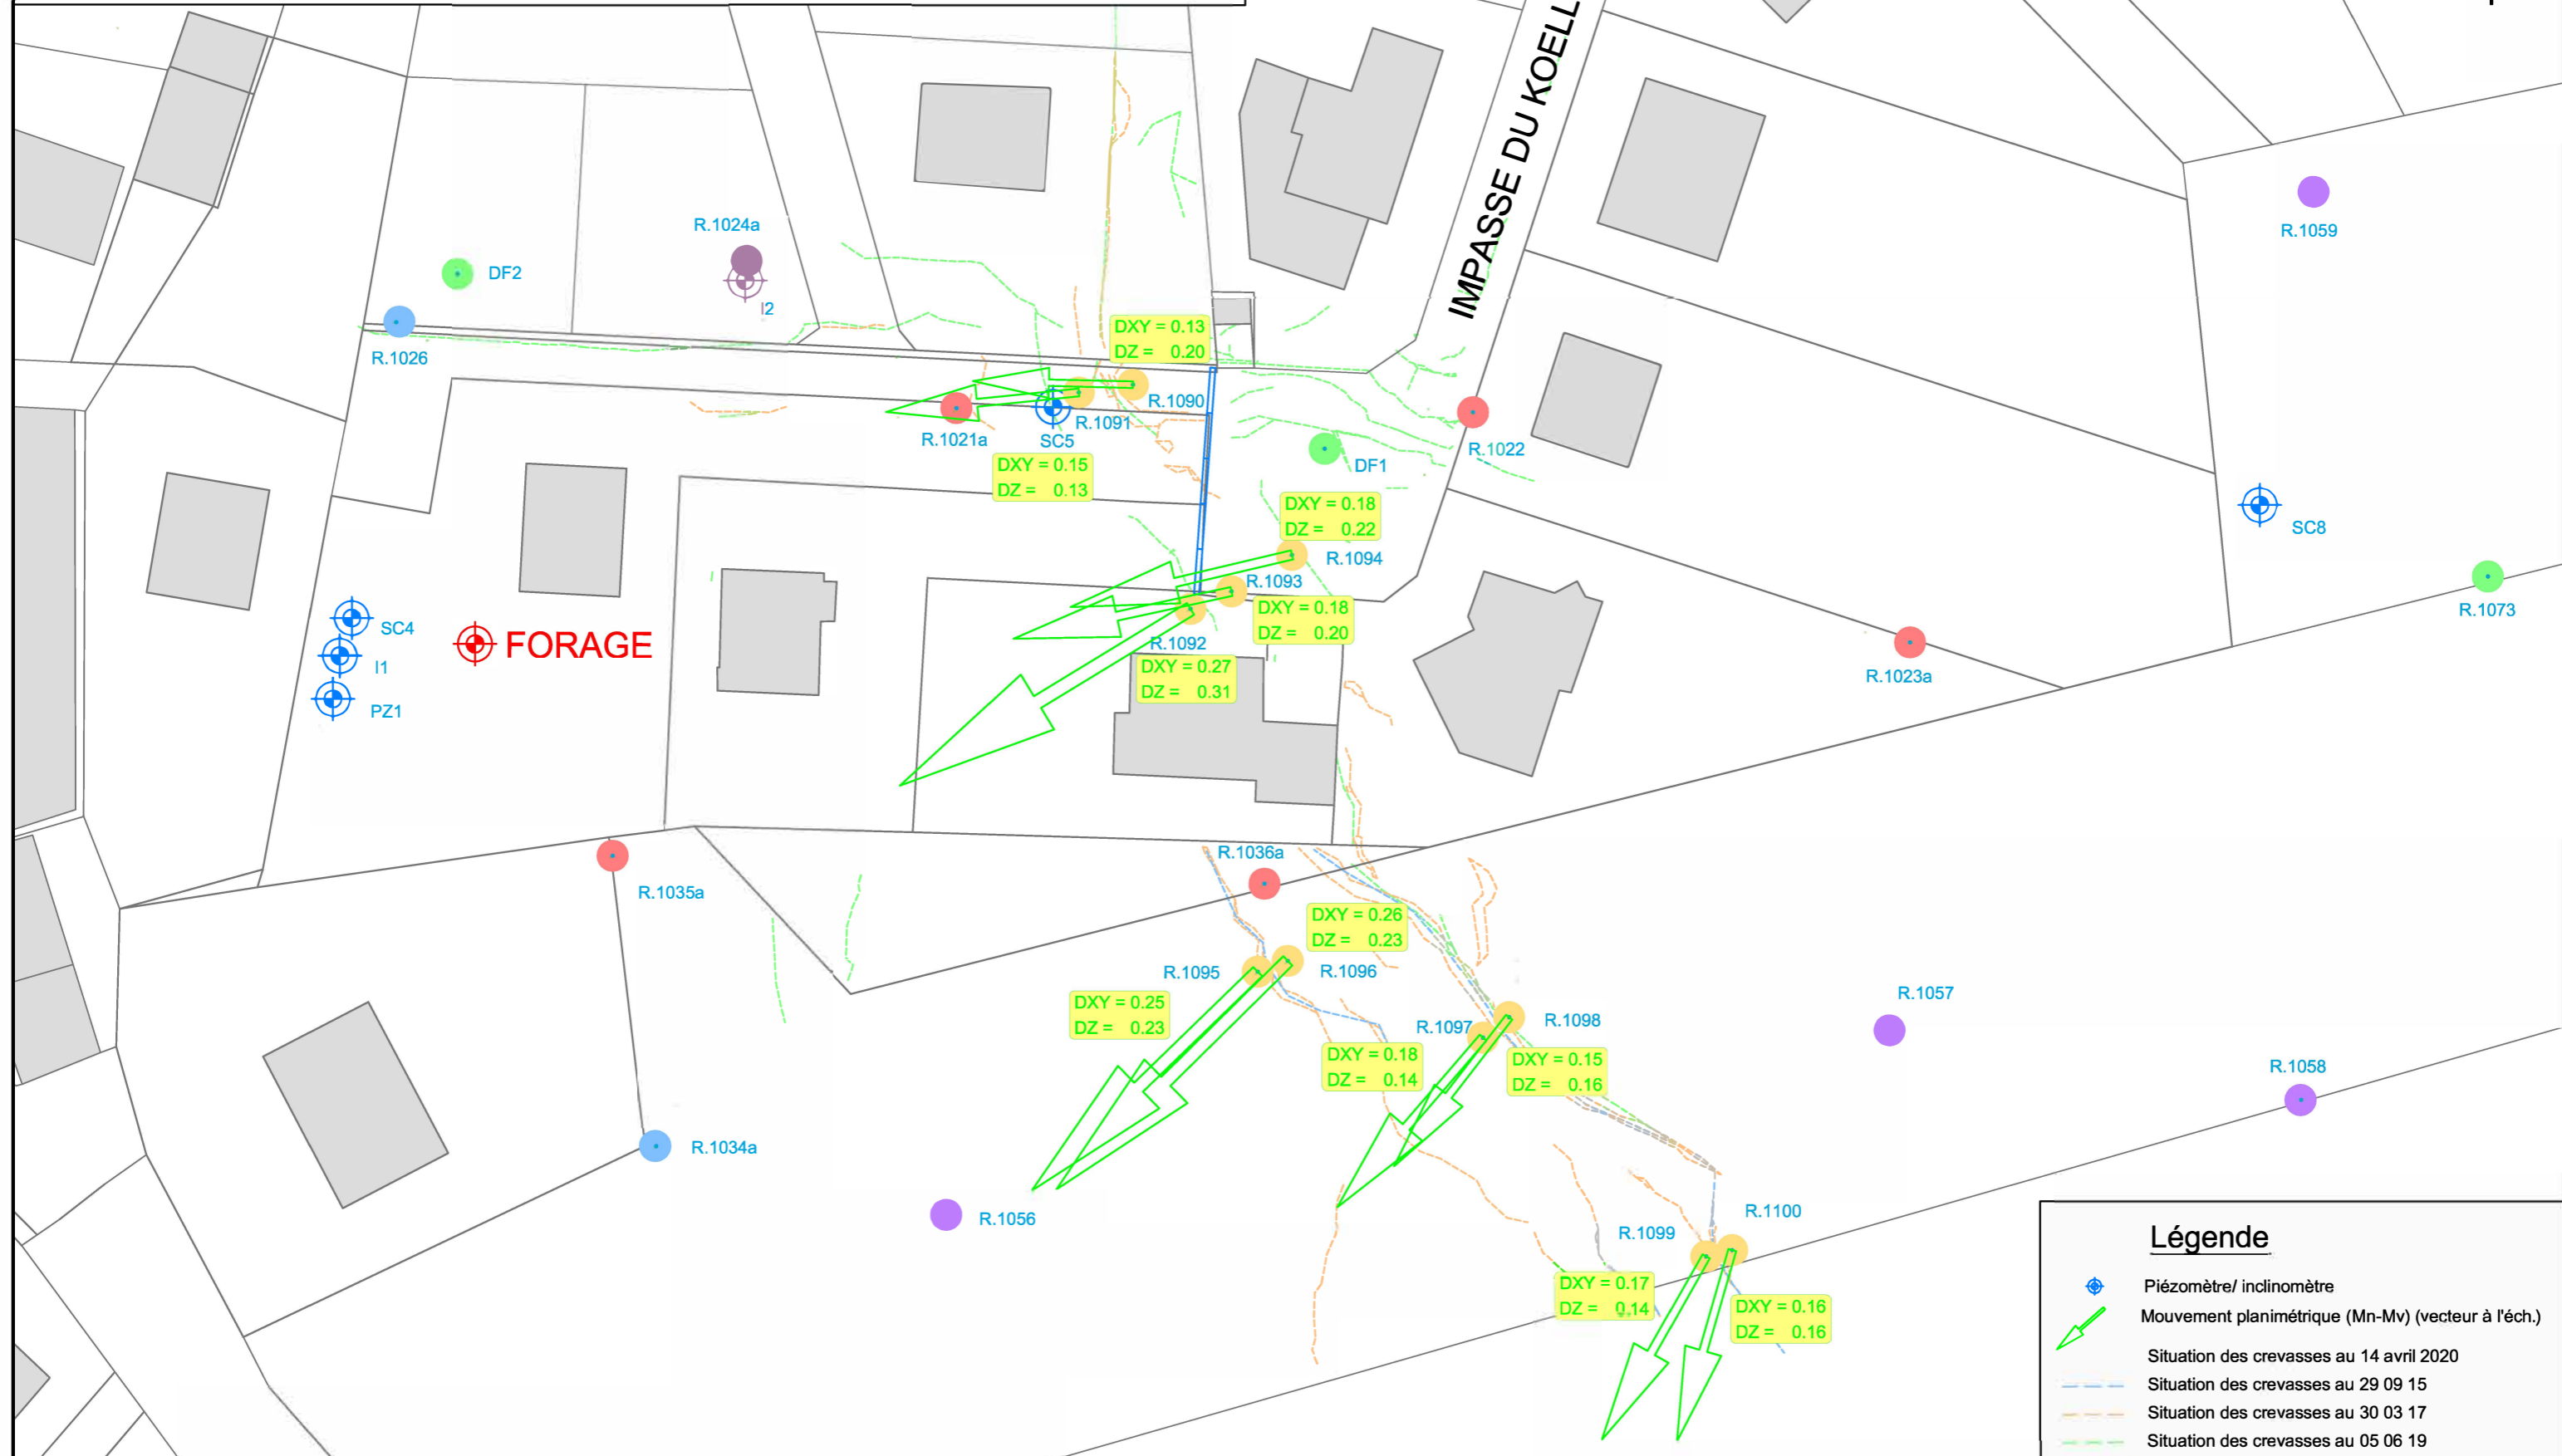 IMPASSE DU KOELL
R.1059
R.1024a
DF2
I2
R.1026
DXY = 0.13
DZ = 0.20
R.1090
R.1091
R.1021a
SC5
DXY = 0.15
DZ = 0.13
R.1022
DF1
DXY = 0.18
DZ = 0.22
R.1094
SC8
R.1093
R.1073
DXY = 0.18
DZ = 0.20
SC4
FORAGE
R.1092
I1
DXY = 0.27
DZ = 0.31
R.1023a
PZ1
R.1036a
R.1035a
DXY = 0.26
DZ = 0.23
R.1095
R.1096
R.1057
DXY = 0.25
DZ = 0.23
R.1097
R.1098
DXY = 0.18
DZ = 0.14
DXY = 0.15
DZ = 0.16
R.1058
R.1034a
R.1056
R.1100
R.1099
DXY = 0.17
DZ = 0.14
DXY = 0.16
DZ = 0.16
Légende
Piézomètre/ inclinomètre
Mouvement planimétrique (Mn-Mv) (vecteur à l'éch.)
Situation des crevasses au 14 avril 2020
Situation des crevasses au 29 09 15
Situation des crevasses au 30 03 17
Situation des crevasses au 05 06 19